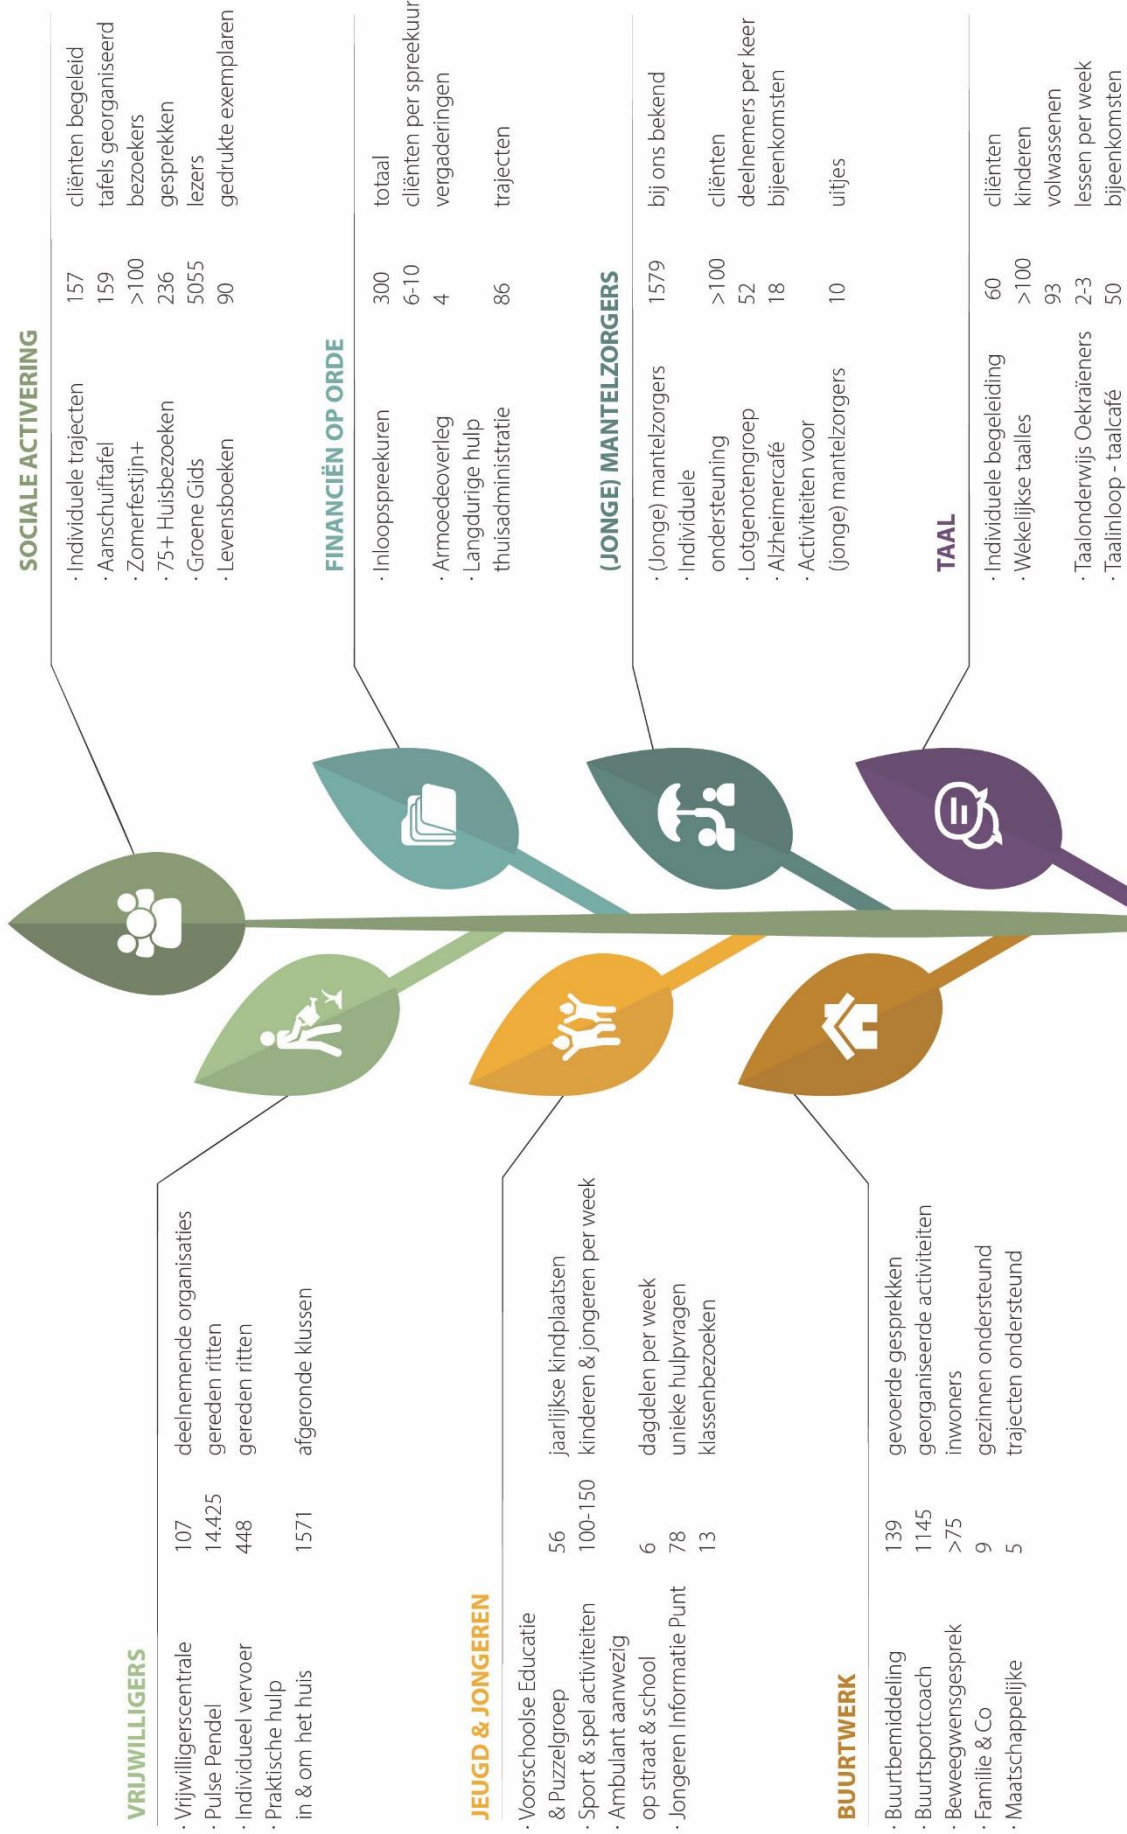 VRIJWILLIGERS
· Vrijwilligerscentrale 107 deelnemende organisaties
· Pulse Pendel 14.425 gereden ritten
· Individueel vervoer 448 gereden ritten
· Praktische hulp
in & om het huis 1571 afgeronde klussen
JEUGD & JONGEREN
· Voorschoolse Educatie
& Puzzelgroep 56 jaarlijkse kindplaatsen
· Sport & spel activiteiten 100-150 kinderen & jongeren per week
· Ambulant aanwezig
op straat & school 6 dagdelen per week
· Jongeren Informatie Punt 78 unieke hulpvragen
13 klassenbezoeken
BUURTWERK
· Buurtbemiddeling 139 gevoerde gesprekken
· Buurtsportcoach 1145 georganiseerde activiteiten
· Beweegwensgesprek >75 inwoners
· Familie & Co 9 gezinnen ondersteund
· Maatschappelijke 5 trajecten ondersteund
SOCIALE ACTIVERING
· Individuele trajecten 157 cliënten begeleid
· Aanschuiftafel 159 tafels georganiseerd
· Zomerfestijn+ >100 bezoekers
· 75+ Huisbezoeken 236 gesprekken
· Groene Gids 5055 lezers
· Levensboeken 90 gedrukte exemplaren
FINANCIËN OP ORDE
· Inloopspreekuren 300 totaal
6-10 cliënten per spreekuur
· Armoedeoverleg 4 vergaderingen
· Langdurige hulp
thuisadministratie 86 trajecten
(JONGE) MANTELZORGERS
· (Jonge) mantelzorgers 1579 bij ons bekend
· Individuele
ondersteuning >100 cliënten
· Lotgenotengroep 52 deelnemers per keer
· Alzheimercafé 18 bijeenkomsten
· Activiteiten voor
(jonge) mantelzorgers 10 uitjes
TAAL
· Individuele begeleiding 60 cliënten
· Wekelijkse taalles >100 kinderen
93 volwassenen
· Taalonderwijs Oekraïeners 2-3 lessen per week
· Taalinloop - taalcafé 50 bijeenkomsten